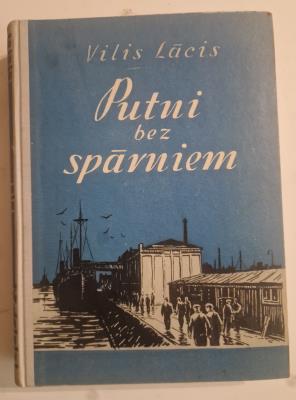 Vilis Lācis
Putni
bez
spārniem